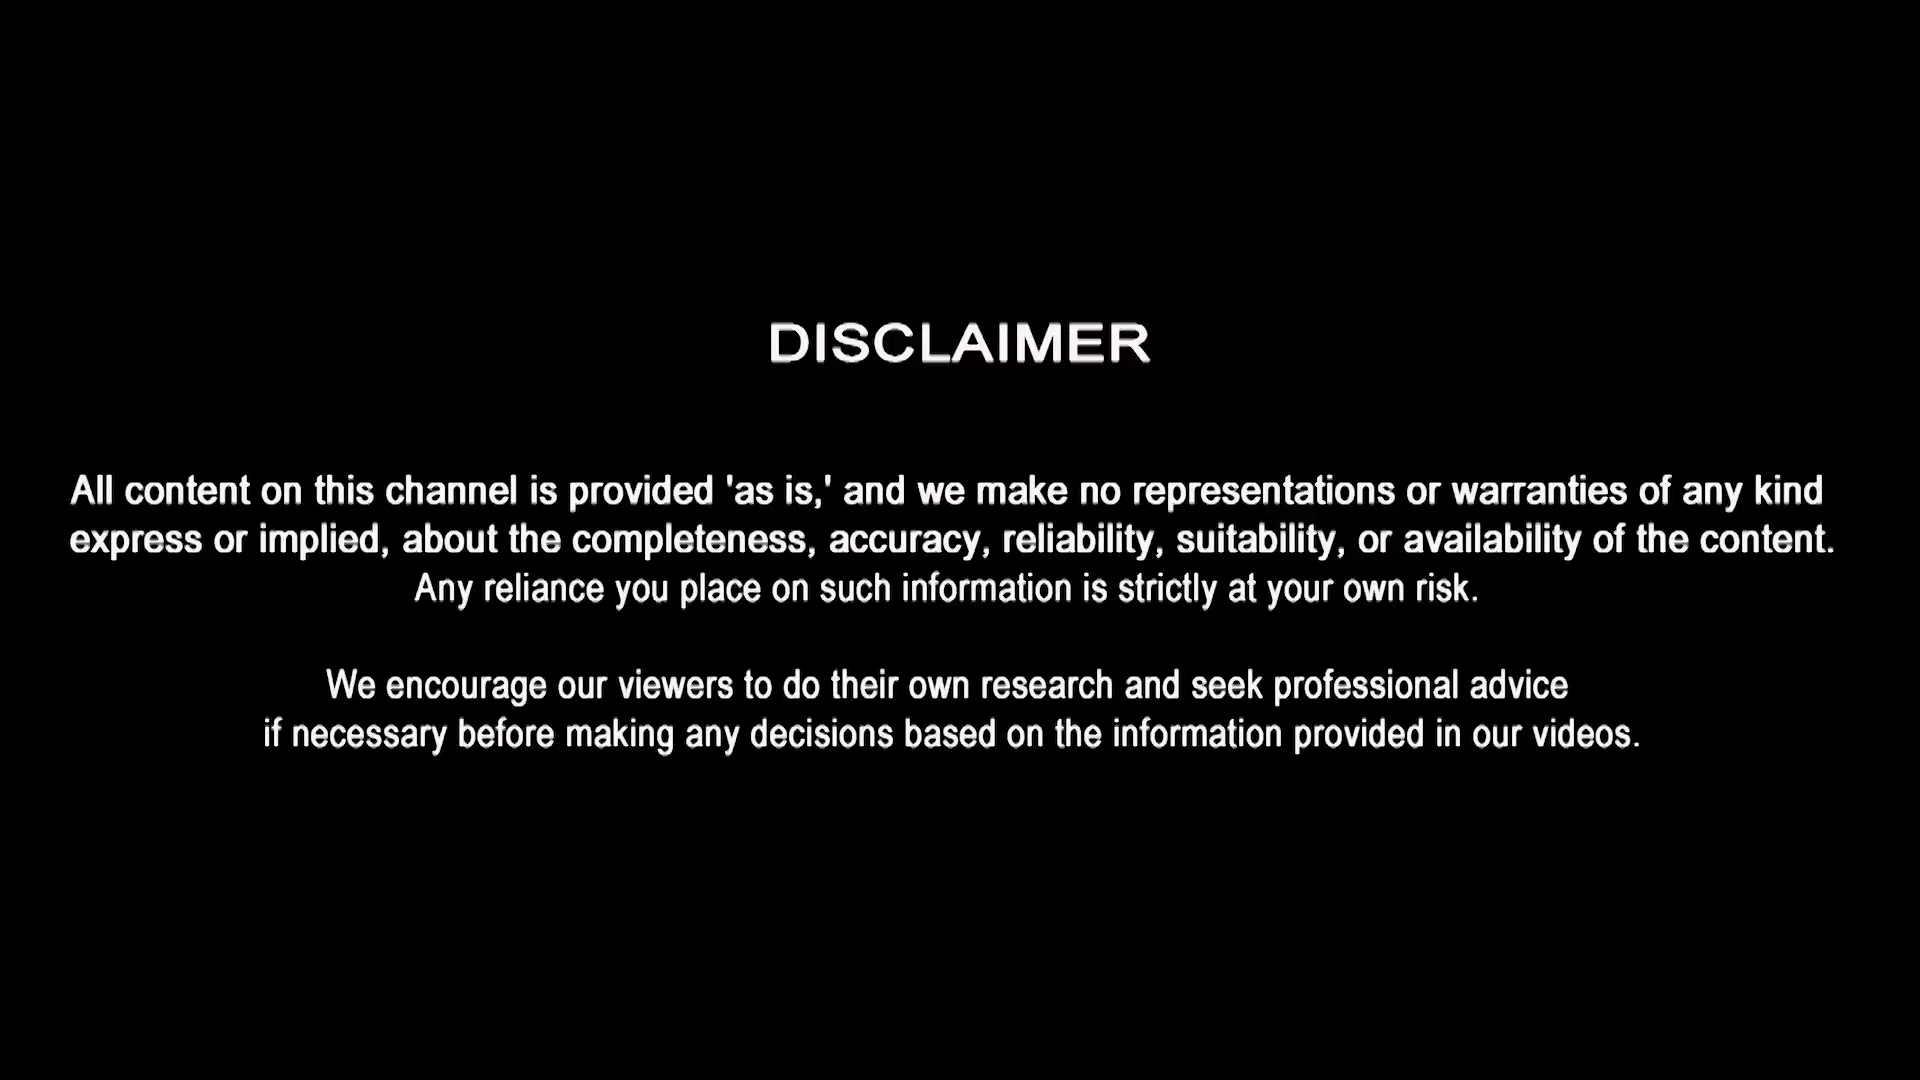 DISCLAIMER
All content on this channel is provided 'as is,' and we make no representations or warranties of any kind
express or implied, about the completeness, accuracy, reliability, suitability, or availability of the content.
Any reliance you place on such information is strictly at your own risk.
We encourage our viewers to do their own research and seek professional advice
if necessary before making any decisions based on the information provided in our videos.